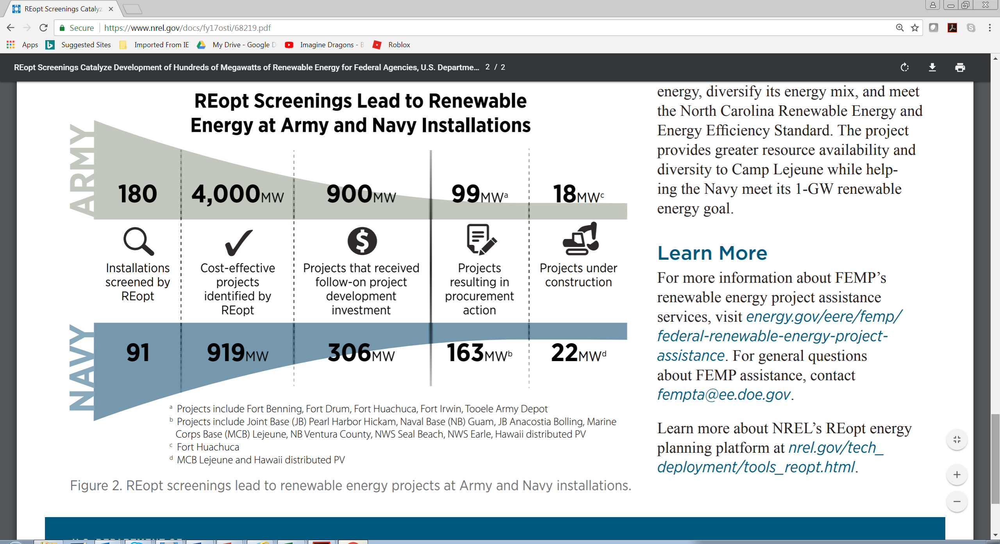 REopt Screenings Catalyz
Secure
https://www.nrel.gov/docs/fy17osti/68219.pdf
Apps
Suggested Sites
Imported From IE
My Drive - Google D
Imagine Dragons - B
Roblox
REopt Screenings Catalyze Development of Hundreds of Megawatts of Renewable Energy for Federal Agencies, U.S. Departme... 2 / 2
REopt Screenings Lead to Renewable
Energy at Army and Navy Installations
ARMY
180
4,000MW
900MW
99MWa
18MWc
Installations
screened by
REopt
Cost-effective
projects
identified by
REopt
Projects that received
follow-on project
development
investment
Projects
resulting in
procurement
action
Projects under
construction
NAVY
91
919MW
306MW
163MWb
22MWd
a Projects include Fort Benning, Fort Drum, Fort Huachuca, Fort Irwin, Tooele Army Depot
b Projects include Joint Base (JB) Pearl Harbor Hickam, Naval Base (NB) Guam, JB Anacostia Bolling, Marine
Corps Base (MCB) Lejeune, NB Ventura County, NWS Seal Beach, NWS Earle, Hawaii distributed PV
c Fort Huachuca
d MCB Lejeune and Hawaii distributed PV
Figure 2. REopt screenings lead to renewable energy projects at Army and Navy installations.
energy, diversify its energy mix, and meet
the North Carolina Renewable Energy and
Energy Efficiency Standard. The project
provides greater resource availability and
diversity to Camp Lejeune while help-
ing the Navy meet its 1-GW renewable
energy goal.
Learn More
For more information about FEMP's
renewable energy project assistance
services, visit energy.gov/eere/femp/
federal-renewable-energy-project-
assistance. For general questions
about FEMP assistance, contact
fempta@ee.doe.gov.
Learn more about NREL's REopt energy
planning platform at nrel.gov/tech_
deployment/tools_reopt.html.
U.S. DEPARTMENT OF